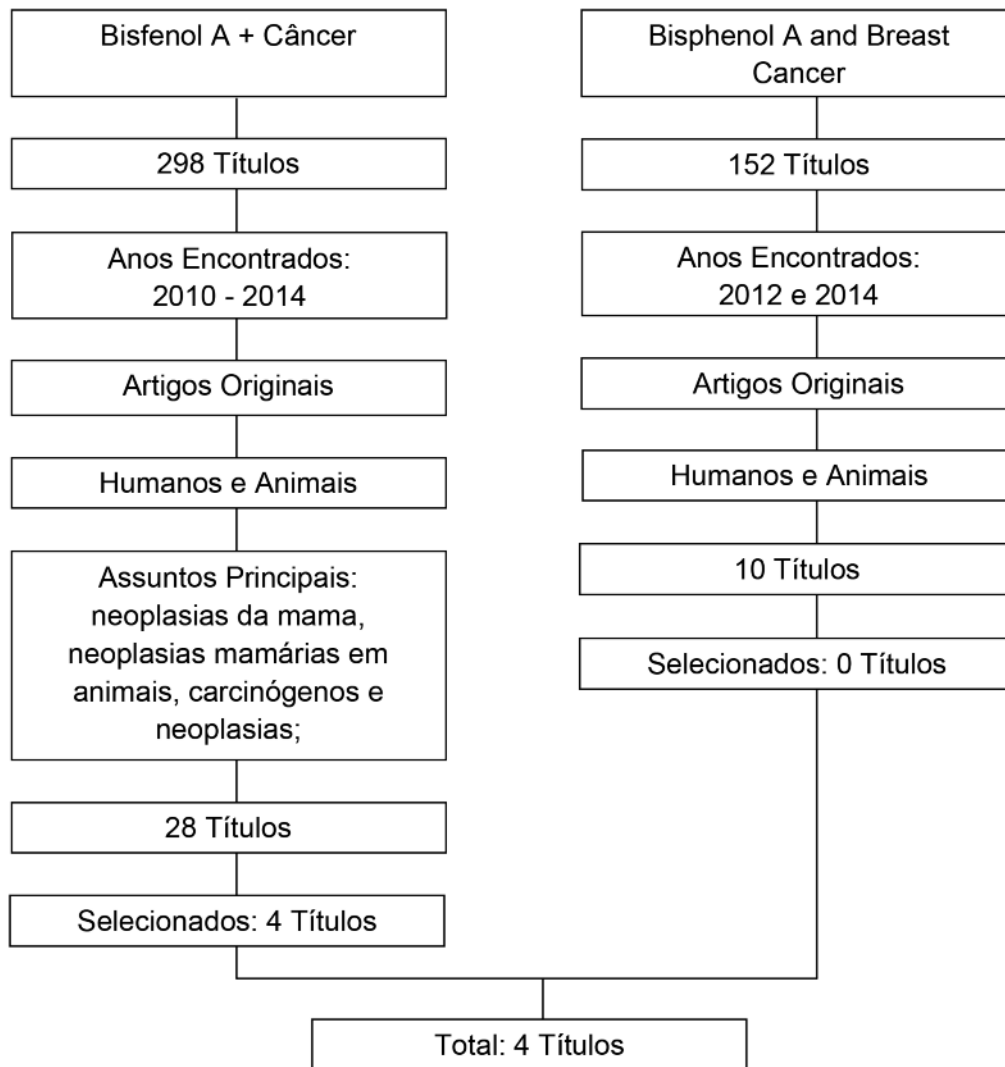 Bisfenol A + Câncer
298 Títulos
Anos Encontrados:
2010 - 2014
Artigos Originais
Humanos e Animais
Assuntos Principais:
neoplasias da mama,
neoplasias mamárias em
animais, carcinógenos e
neoplasias;
28 Títulos
Selecionados: 4 Títulos
Bisphenol A and Breast
Cancer
152 Títulos
Anos Encontrados:
2012 e 2014
Artigos Originais
Humanos e Animais
10 Títulos
Selecionados: 0 Títulos
Total: 4 Títulos